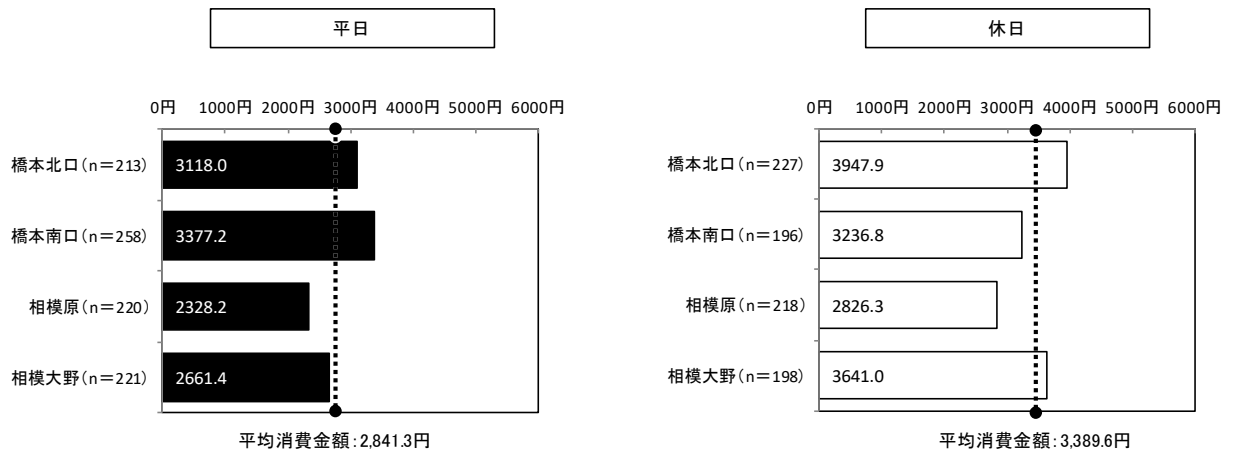 平日
0円 1000円 2000円 3000円 4000円 5000円 6000円
橋本北口(n=213) 3118.0
橋本南口(n=258) 3377.2
相模原(n=220) 2328.2
相模大野(n=221) 2661.4
平均消費金額:2,841.3円
休日
0円 1000円 2000円 3000円 4000円 5000円 6000円
橋本北口(n=227) 3947.9
橋本南口(n=196) 3236.8
相模原(n=218) 2826.3
相模大野(n=198) 3641.0
平均消費金額:3,389.6円